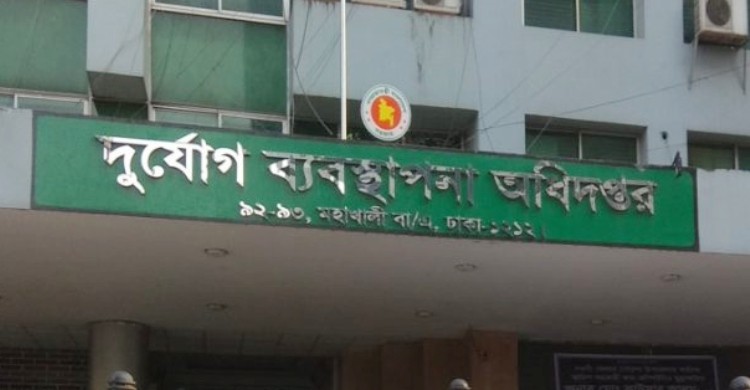 দুর্যোগ ব্যবস্থাপনা অধিদপ্তর
৯২-৯৩, মহাখালী বা/এ, ঢাকা-১২১২।